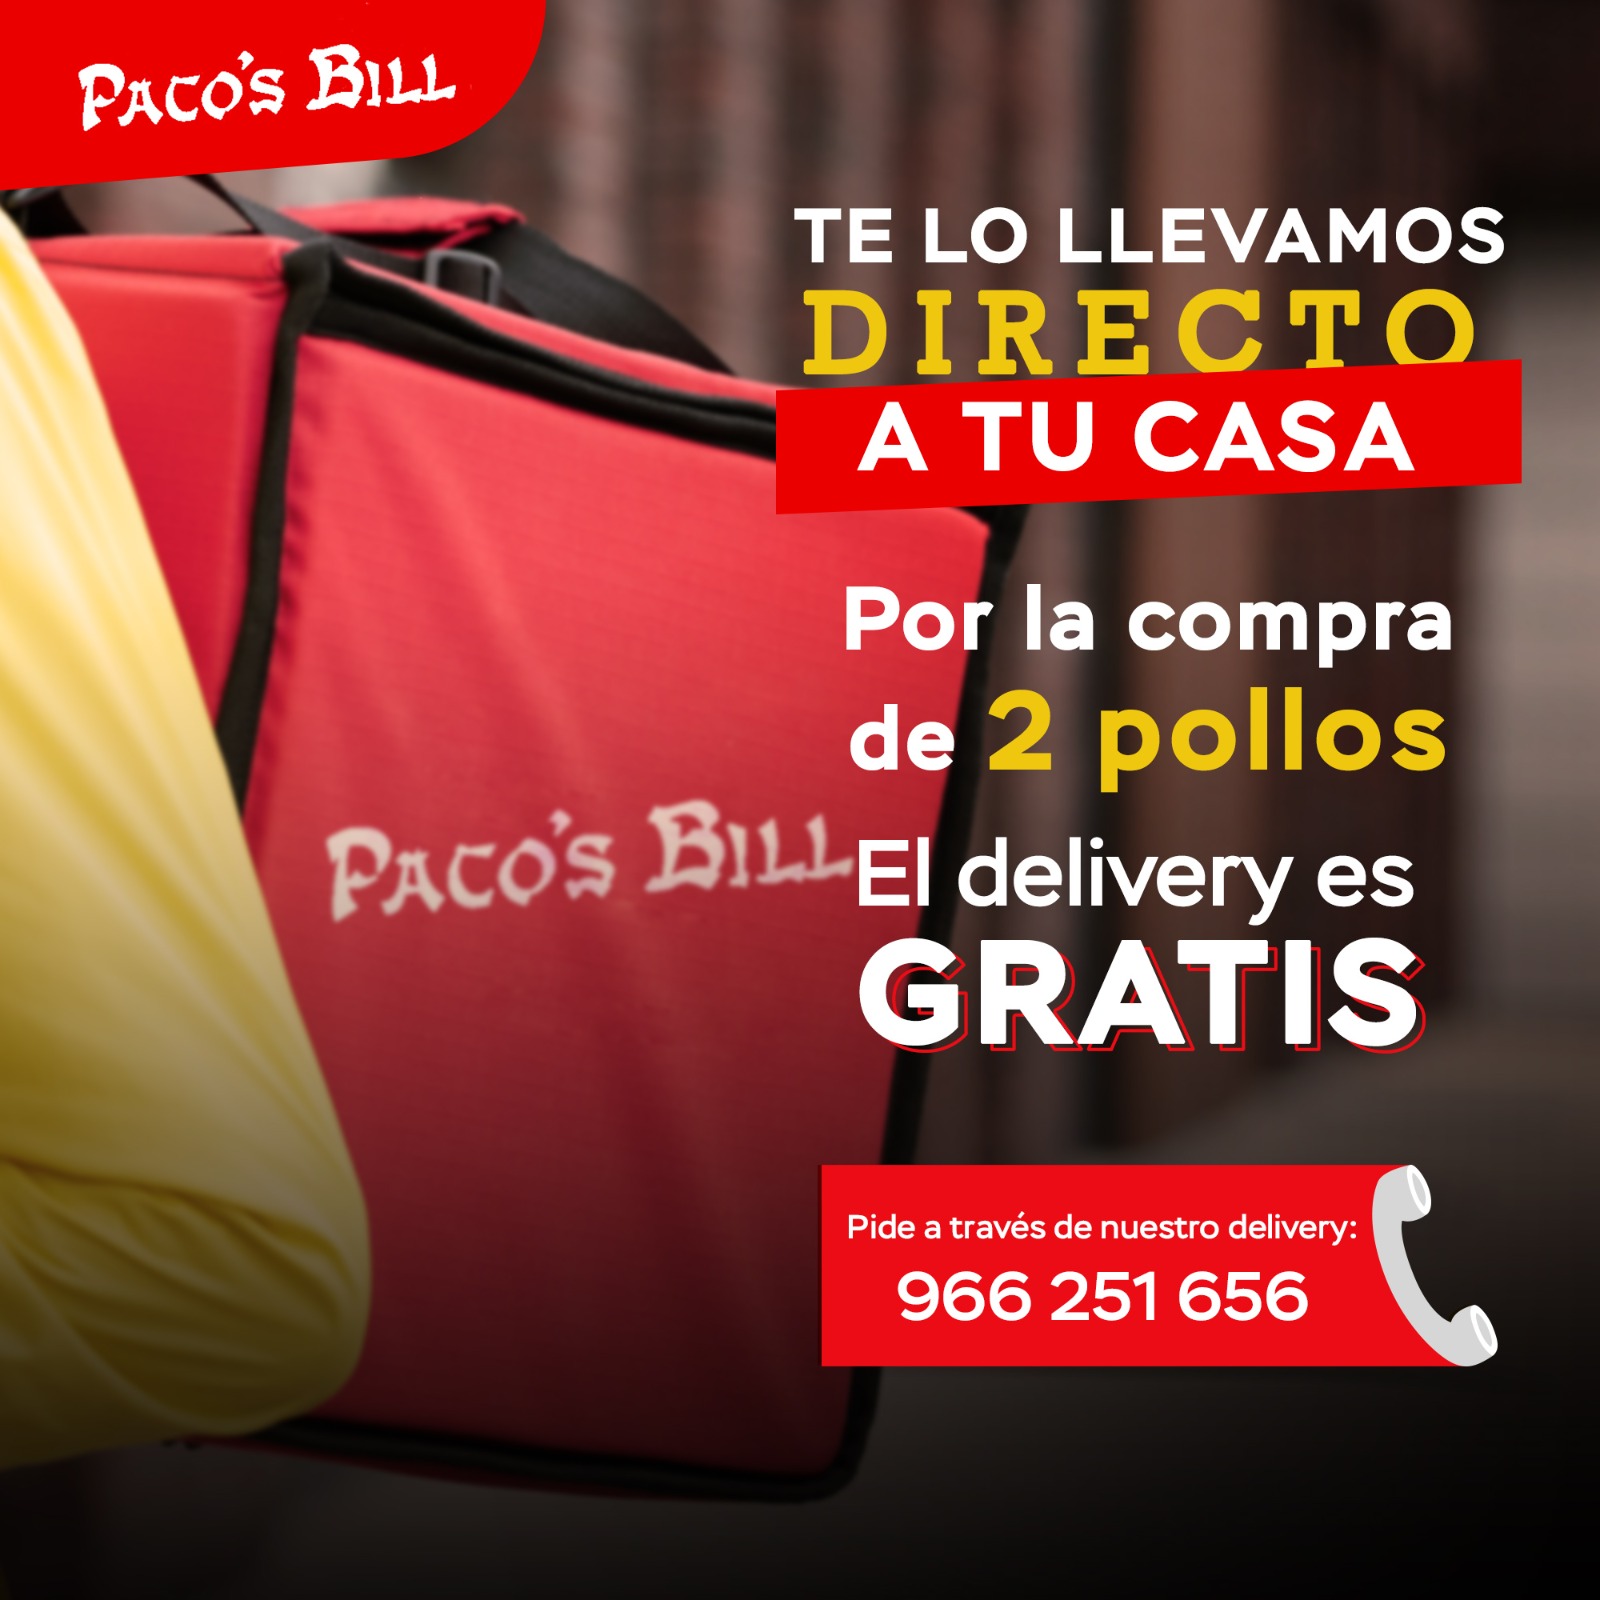 PACO'S BILL
TE LO LLEVAMOS
DIRECTO
A TU CASA
Por la compra
de 2 pollos
PACO'S BILL
El delivery es
GRATIS
Pide a través de nuestro delivery:
966 251 656